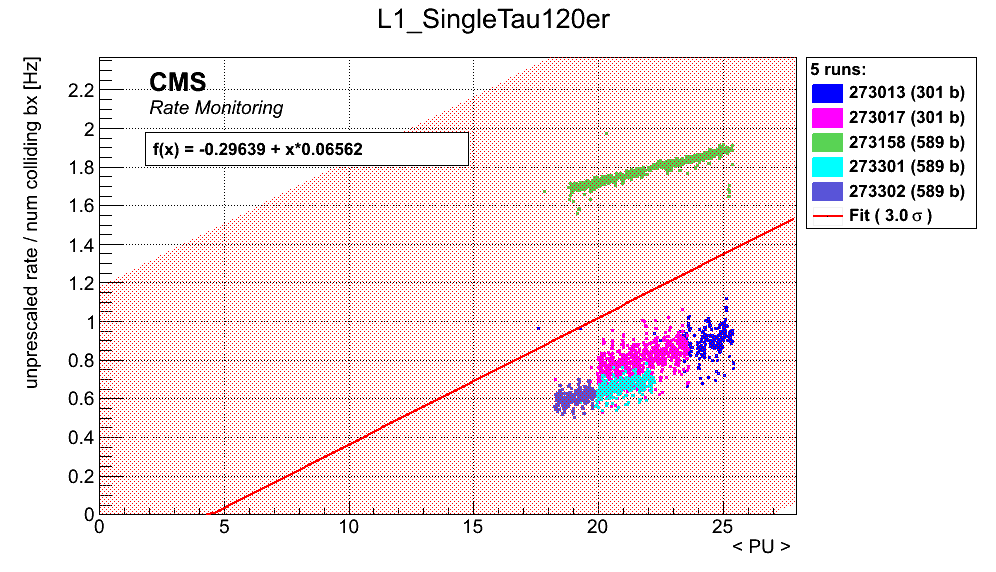 L1_SingleTau120er
unprescaled rate / num colliding bx [Hz]
CMS
Rate Monitoring
f(x) = -0.29639 + x*0.06562
2.2
2
1.8
1.6
1.4
1.2
1
0.8
0.6
0.4
0.2
0
0 5 10 15 20 25
< PU >
5 runs:
273013 (301 b)
273017 (301 b)
273158 (589 b)
273301 (589 b)
273302 (589 b)
Fit ( 3.0 σ )